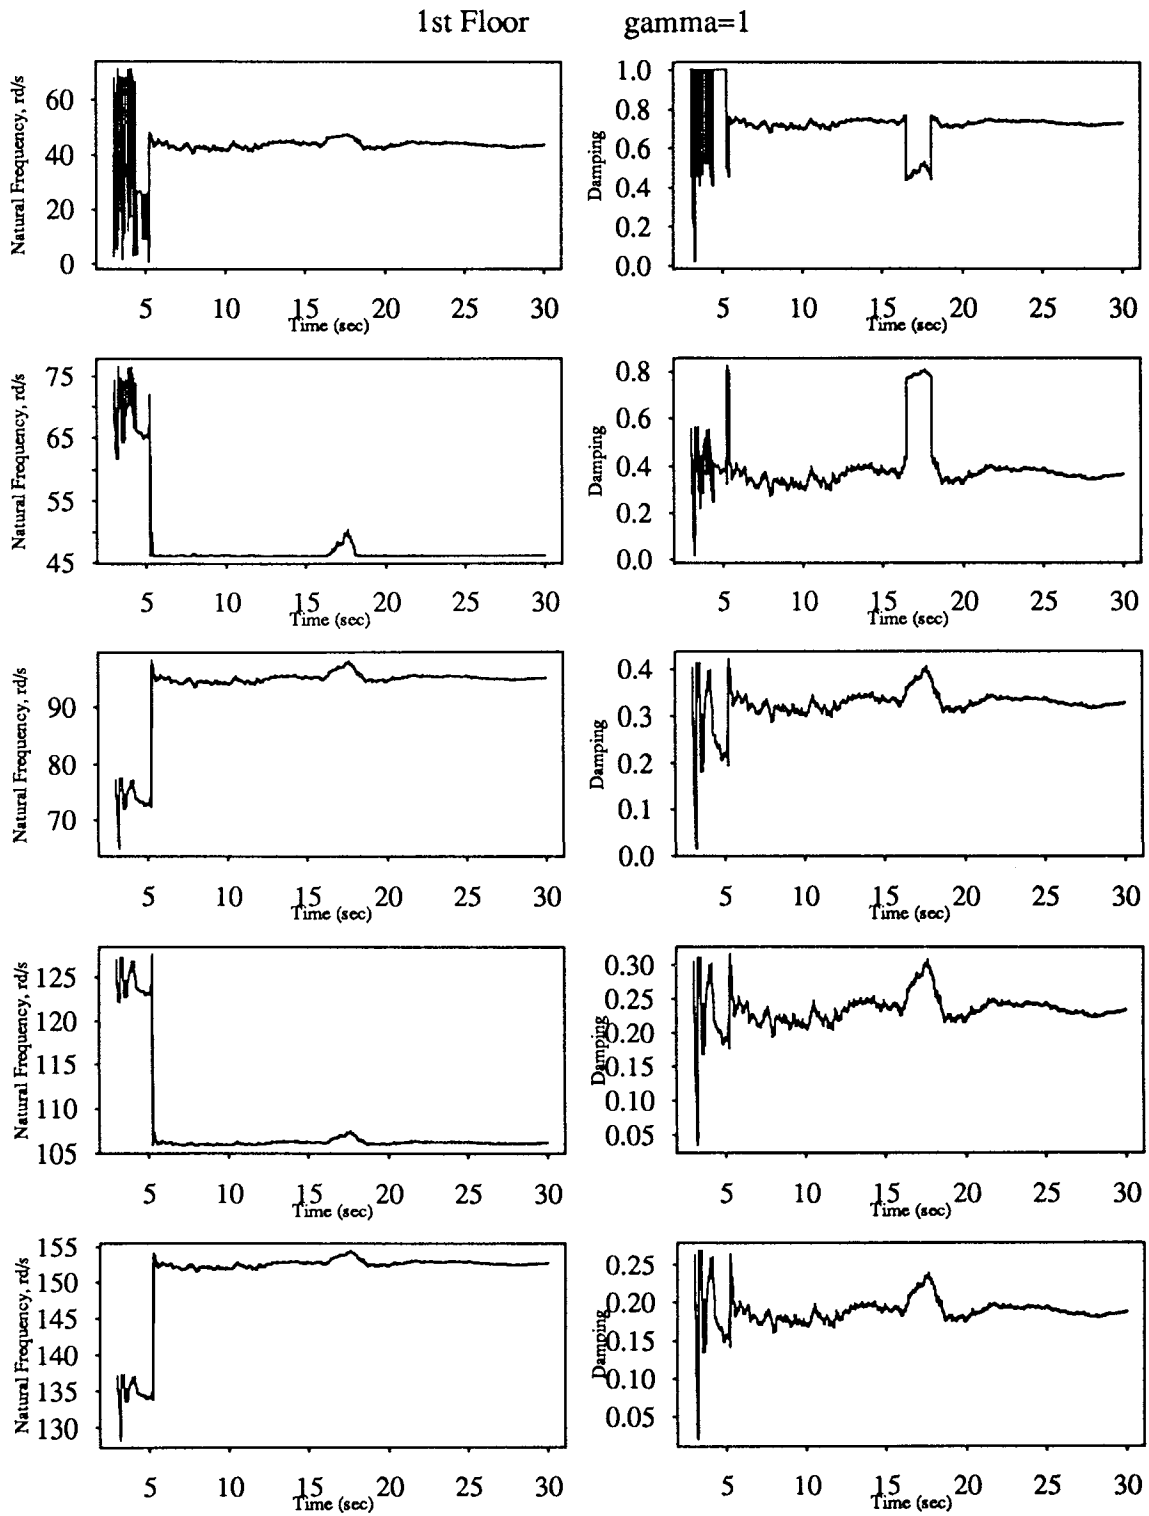 1st Floor gamma=1
Natural Frequency, rd/s
60
40
20
0
5 10 15 20 25 30
Time (sec)
Damping
1.0
0.8
0.6
0.4
0.2
0.0
5 10 15 20 25 30
Time (sec)
Natural Frequency, rd/s
75
65
55
45
5 10 15 20 25 30
Time (sec)
Damping
0.8
0.6
0.4
0.2
0.0
5 10 15 20 25 30
Time (sec)
Natural Frequency, rd/s
90
80
70
5 10 15 20 25 30
Time (sec)
Damping
0.4
0.3
0.2
0.1
0.0
5 10 15 20 25 30
Time (sec)
Natural Frequency, rd/s
125
120
115
110
105
5 10 15 20 25 30
Time (sec)
Damping
0.30
0.25
0.20
0.15
0.10
0.05
5 10 15 20 25 30
Time (sec)
Natural Frequency, rd/s
155
150
145
140
135
130
5 10 15 20 25 30
Time (sec)
Damping
0.25
0.20
0.15
0.10
0.05
5 10 15 20 25 30
Time (sec)